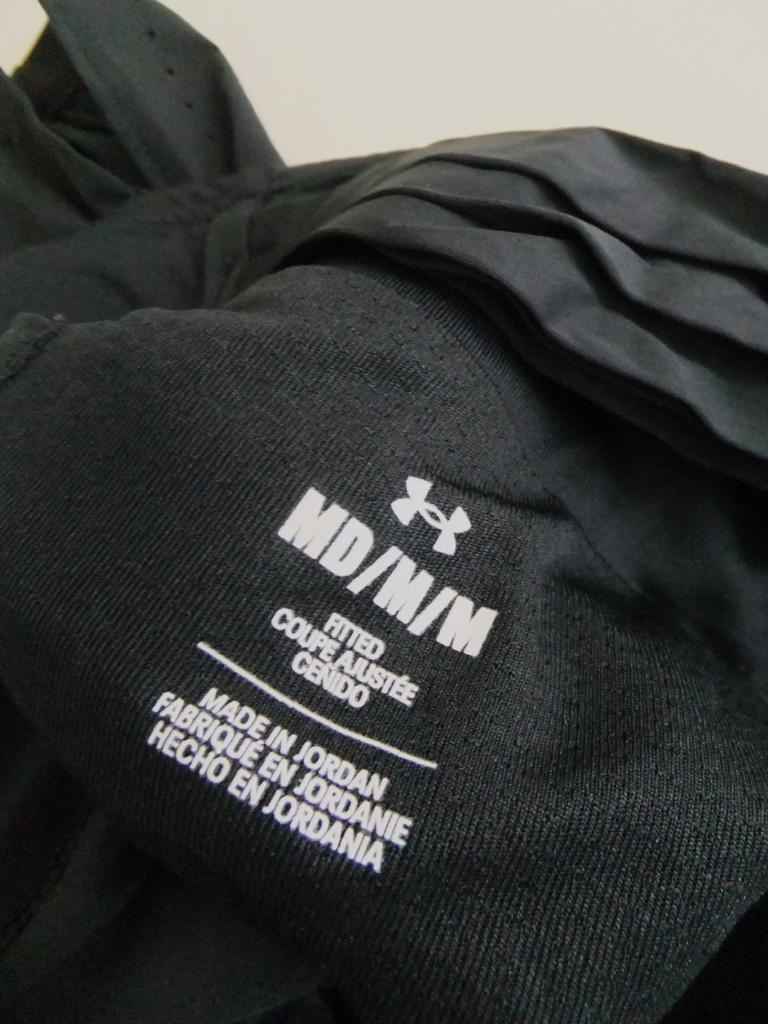 MD/M/M
FITTED
COUPE AJUSTÉE
CEÑIDO
MADE IN JORDAN
FABRIQUÉ EN JORDANIE
HECHO EN JORDANIA